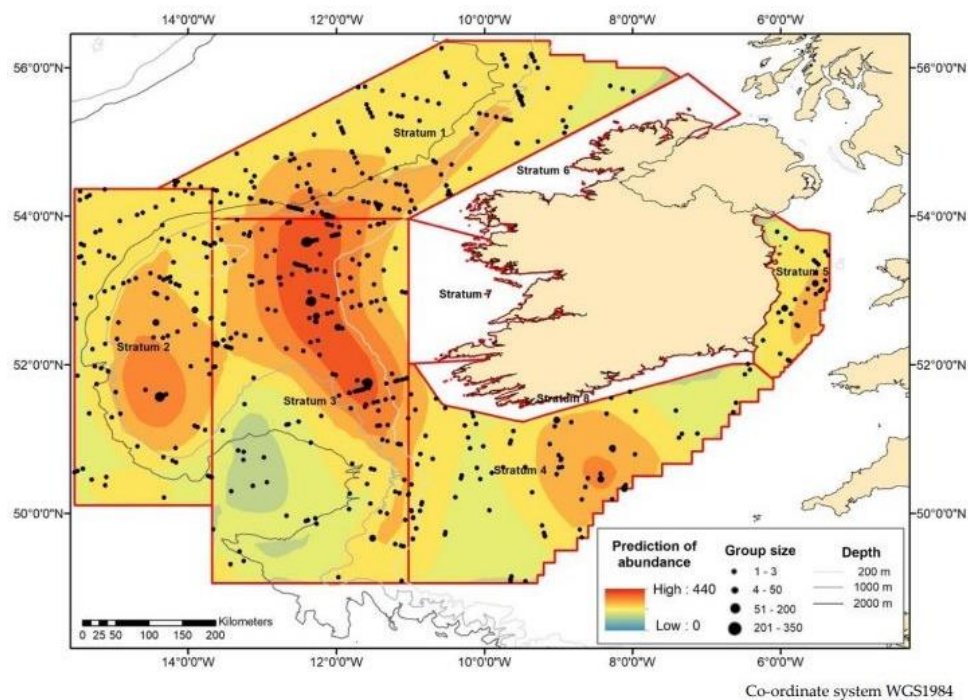 14°0'0"W 12°0'0"W 10°0'0"W 8°0'0"W 6°0'0"W
56°0'0"N 56°0'0"N
Stratum 1
Stratum 6
54°0'0"N 54°0'0"N
Stratum 5
Stratum 7
Stratum 2
52°0'0"N 52°0'0"N
Stratum 3
Stratum 8
Stratum 4
50°0'0"N 50°0'0"N
Prediction of abundance
High : 440
Low : 0
Group size
1 - 3
4 - 50
51 - 200
201 - 350
Depth
200 m
1000 m
2000 m
Kilometers
0 25 50 100 150 200
14°0'0"W 12°0'0"W 10°0'0"W 8°0'0"W 6°0'0"W
Co-ordinate system WGS1984